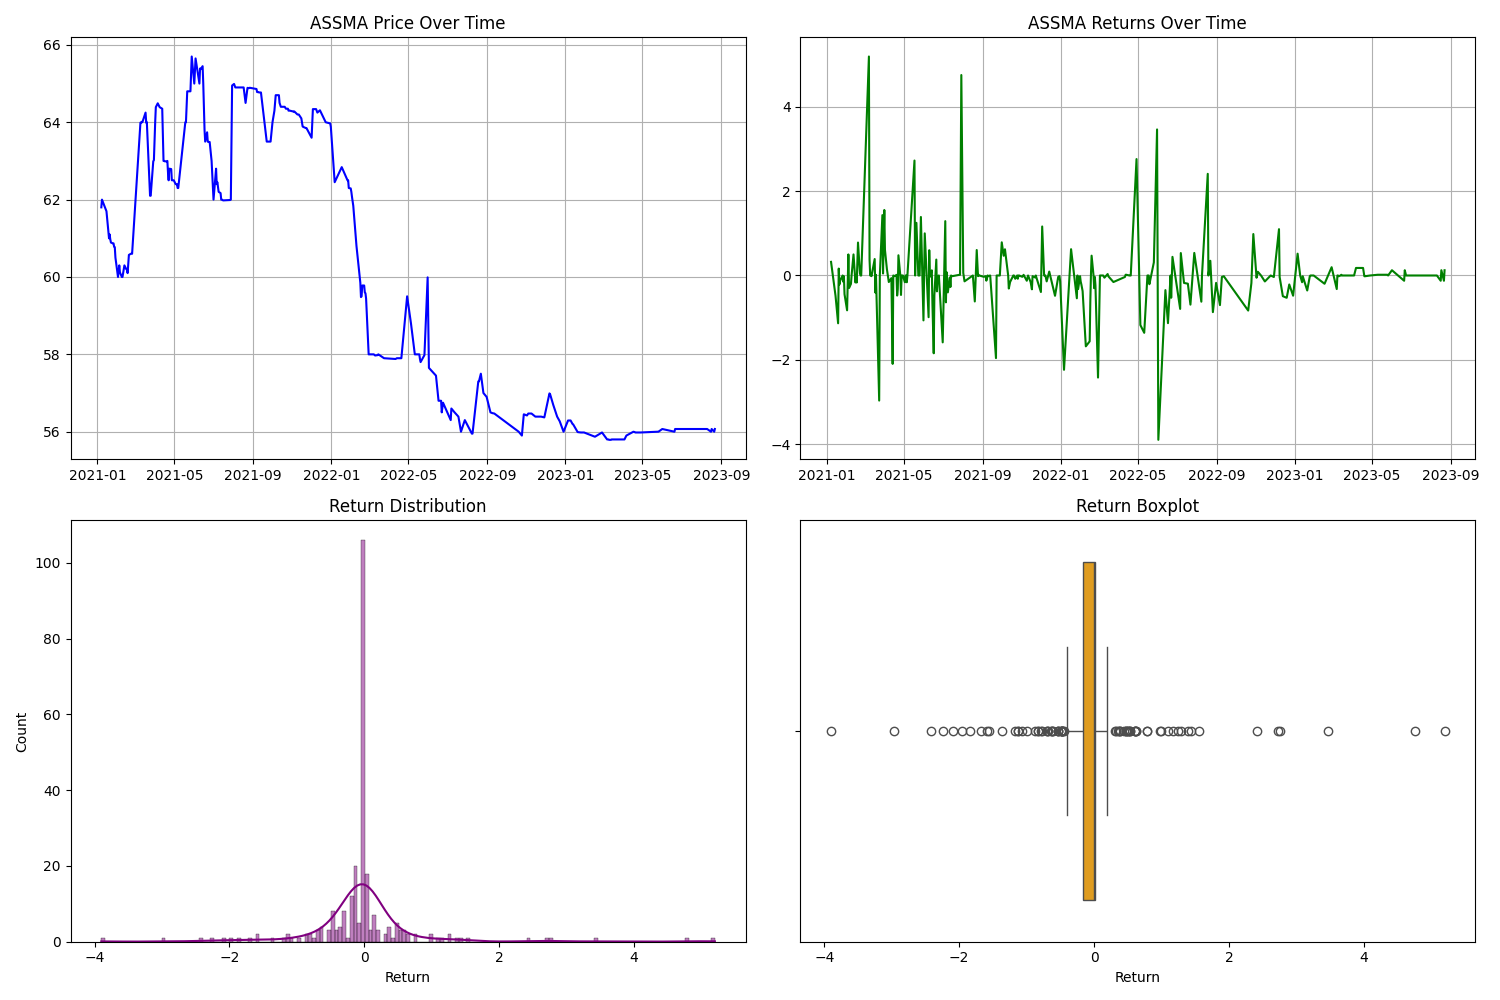 ASSMA Price Over Time
66
64
62
60
58
56
2021-01 2021-05 2021-09 2022-01 2022-05 2022-09 2023-01 2023-05 2023-09
ASSMA Returns Over Time
4
2
0
−2
−4
2021-01 2021-05 2021-09 2022-01 2022-05 2022-09 2023-01 2023-05 2023-09
Return Distribution
Count
100
80
60
40
20
0
−4 −2 0 2 4
Return
Return Boxplot
−4 −2 0 2 4
Return